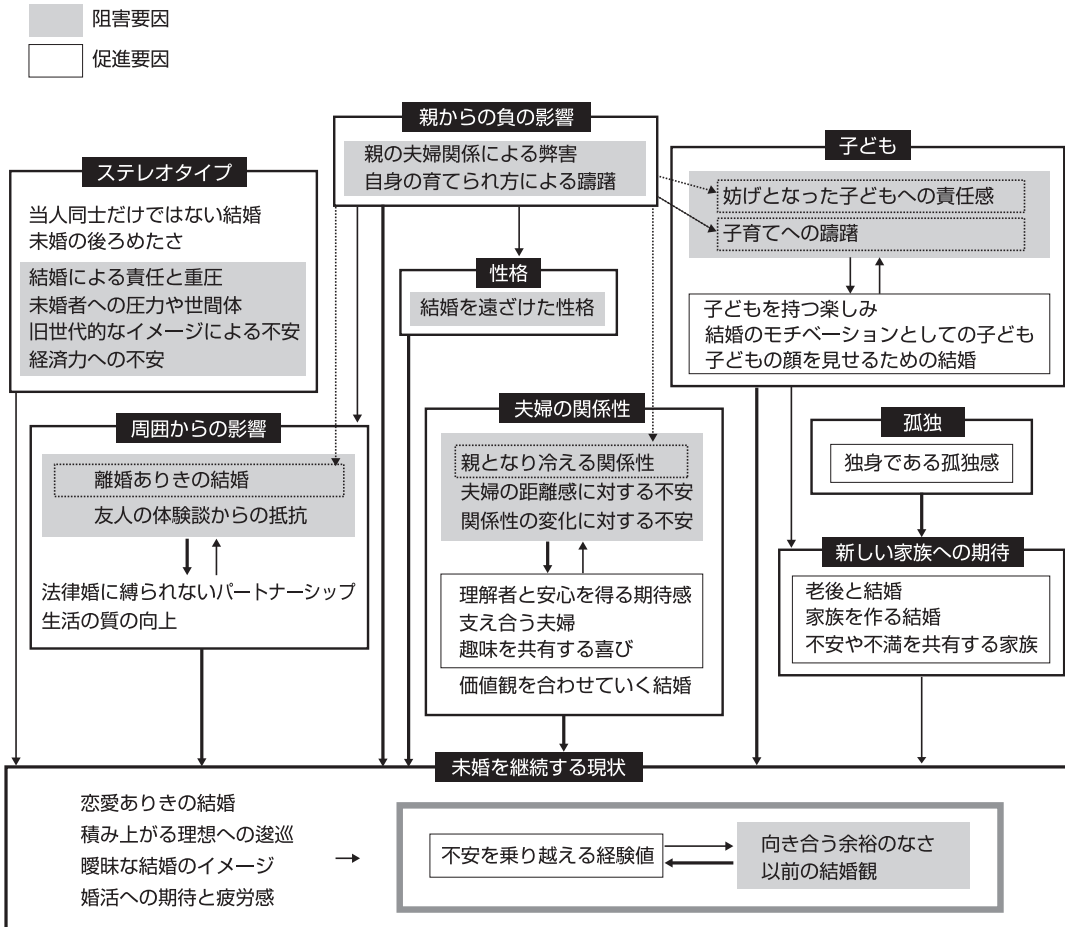 阻害要因
促進要因
親からの負の影響
親の夫婦関係による弊害
自身の育てられ方による躊躇
ステレオタイプ
当人同士だけではない結婚
未婚の後ろめたさ
結婚による責任と重圧
未婚者への圧力や世間体
旧世代的なイメージによる不安
経済力への不安
子ども
妨げとなった子どもへの責任感
子育てへの躊躇
子どもを持つ楽しみ
結婚のモチベーションとしての子ども
子どもの顔を見せるための結婚
性格
結婚を遠ざけた性格
周囲からの影響
離婚ありきの結婚
友人の体験談からの抵抗
法律婚に縛られないパートナーシップ
生活の質の向上
夫婦の関係性
親となり冷える関係性
夫婦の距離感に対する不安
関係性の変化に対する不安
理解者と安心を得る期待感
支え合う夫婦
趣味を共有する喜び
価値観を合わせていく結婚
孤独
独身である孤独感
新しい家族への期待
老後と結婚
家族を作る結婚
不安や不満を共有する家族
未婚を継続する現状
恋愛ありきの結婚
積み上がる理想への逡巡
曖昧な結婚のイメージ
婚活への期待と疲労感
不安を乗り越える経験値
向き合う余裕のなさ
以前の結婚観